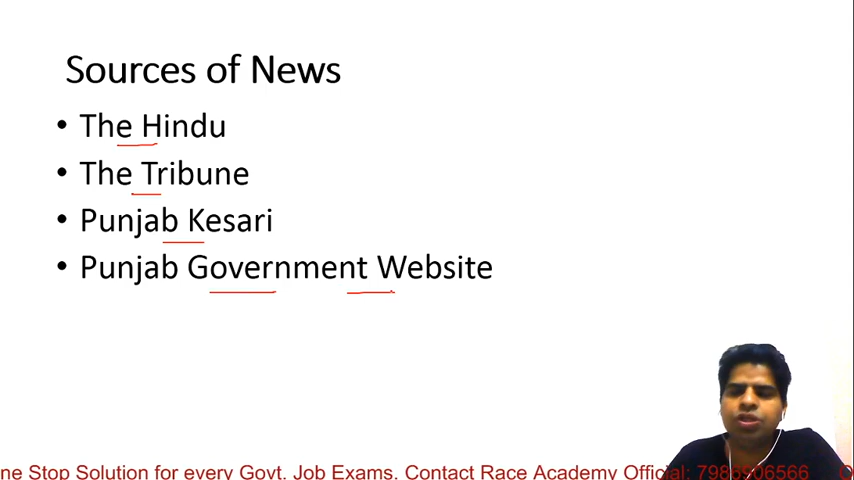 Sources of News
• The Hindu
• The Tribune
• Punjab Kesari
• Punjab Government Website
ne Stop Solution for every Govt. Job Exams. Contact Race Academy Official: 7986906566 O